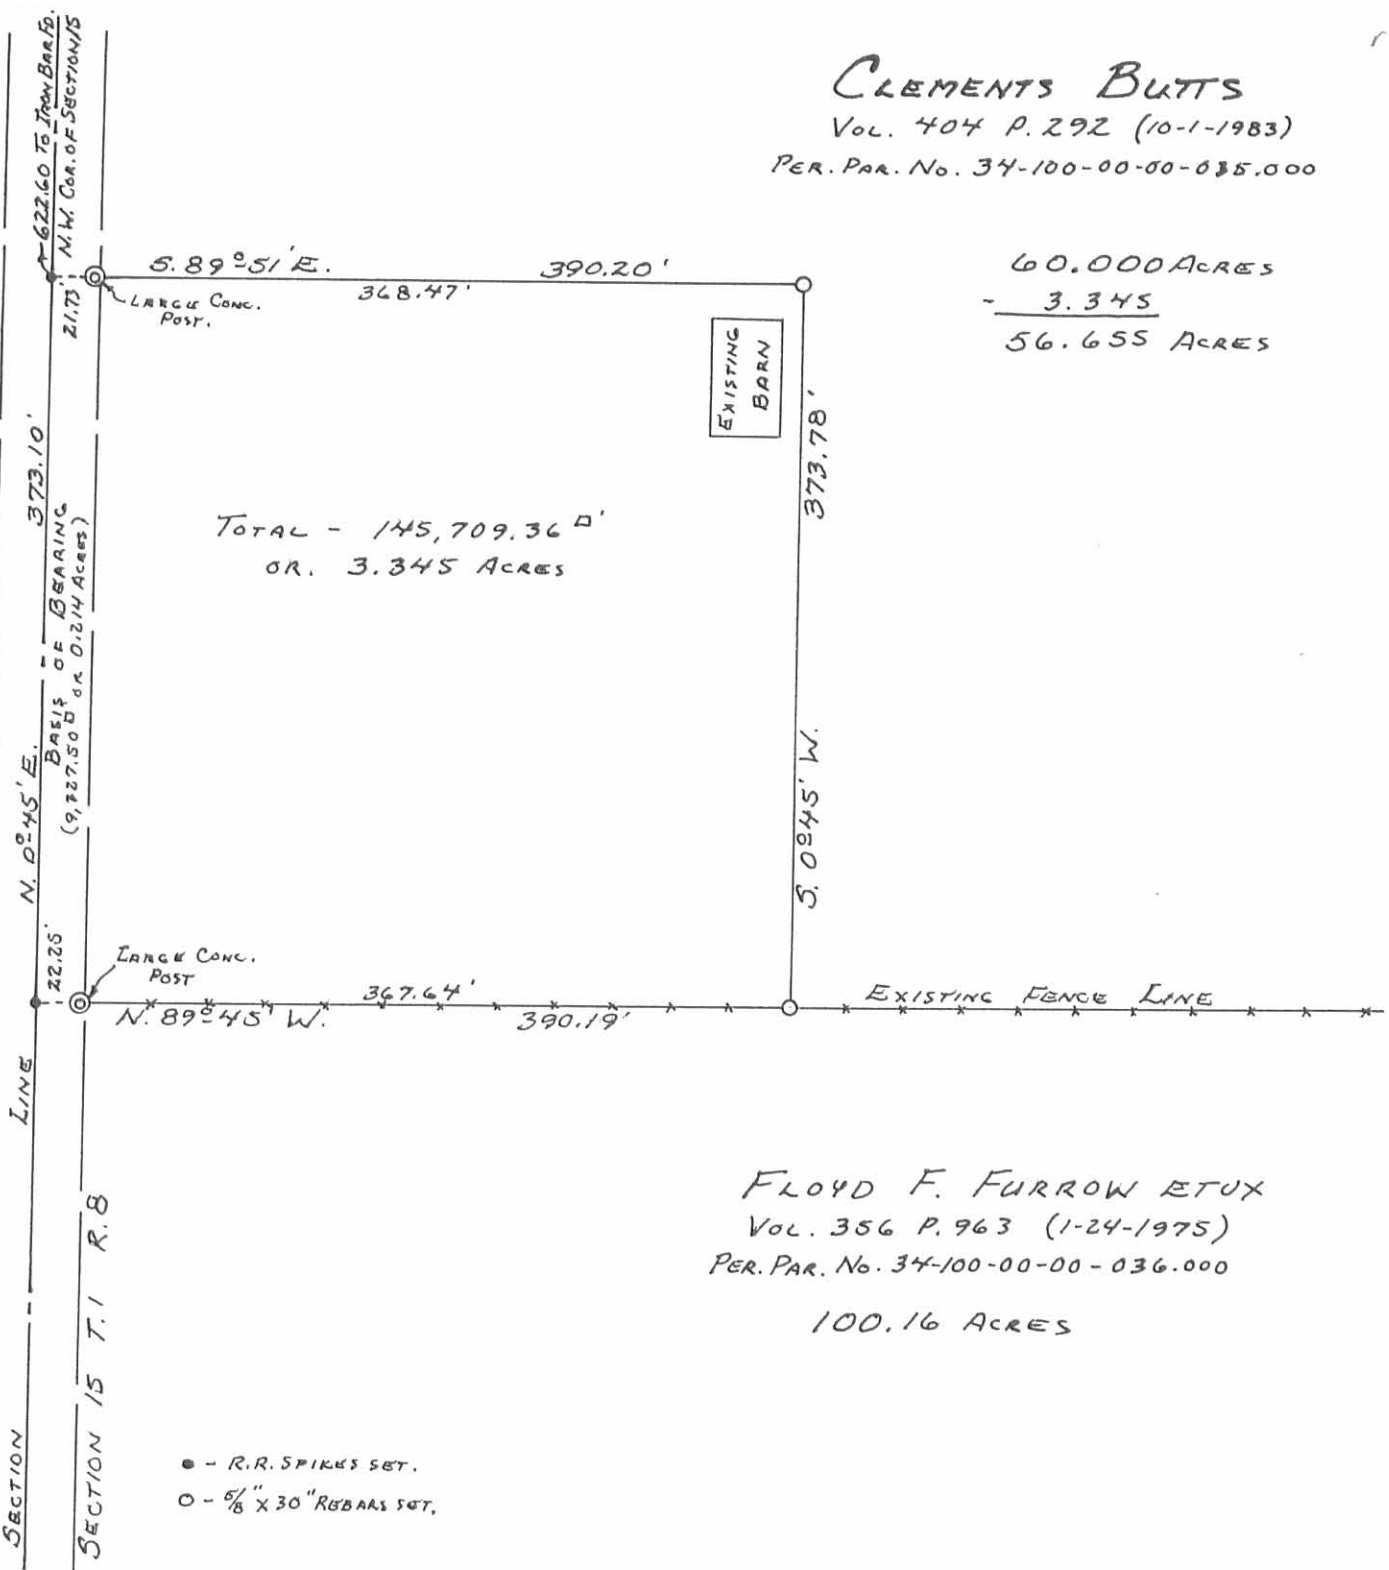 CLEMENTS BUTTS
VOL. 404 P. 292 (10-1-1983)
PER. PAR. NO. 34-100-00-00-035.000
622.60 TO IRON BAR FD.
N.W. COR. OF SECTION 15
S. 89° 51' E.
390.20'
368.47'
21.73'
LARGE CONC.
POST.
60.000 ACRES
- 3.345
56.655 ACRES
EXISTING
BARN
373.10'
373.78'
TOTAL - 145,709.36 □'
OR. 3.345 ACRES
BASIS OF BEARING
OR 0.214 ACRES)
N. 0° 45' E.
S. 0° 45' W.
22.25'
LARGE CONC.
POST
367.64'
N. 89° 45' W.
390.19'
EXISTING FENCE LINE
SECTION LINE
SECTION 15 T.1 R.8
FLOYD F. FURROW ETUX
VOL. 356 P. 963 (1-24-1975)
PER. PAR. NO. 34-100-00-00-036.000
100.16 ACRES
● - R.R. SPIKES SET.
○ - 5/8" X 30" REBARS SET.